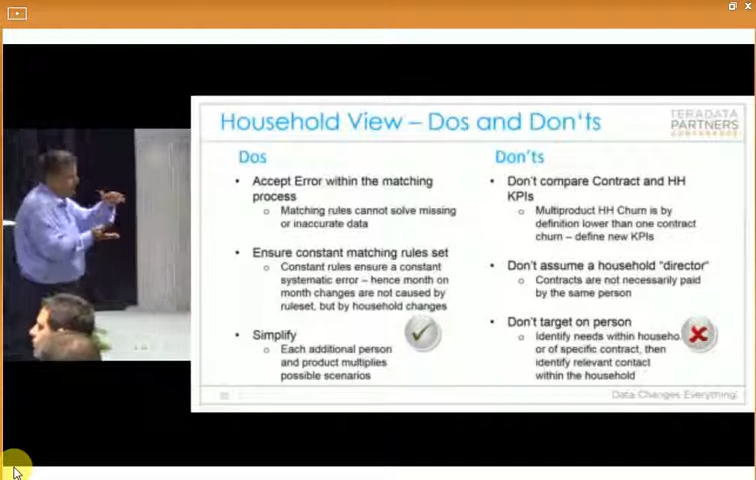 Household View – Dos and Don'ts
TERADATA
PARTNERS
CONFERENCE
Dos
• Accept Error within the matching
process
o Matching rules cannot solve missing
or inaccurate data
• Ensure constant matching rules set
o Constant rules ensure a constant
systematic error – hence month on
month changes are not caused by
ruleset, but by household changes
• Simplify
o Each additional person
and product multiplies
possible scenarios
Don'ts
• Don't compare Contract and HH
KPIs
o Multiproduct HH Churn is by
definition lower than one contract
churn – define new KPIs
• Don't assume a household "director"
o Contracts are not necessarily paid
by the same person
• Don't target on person
o Identify needs within househo
or of specific contract, then
identify relevant contact
within the household
Data Changes Everything.